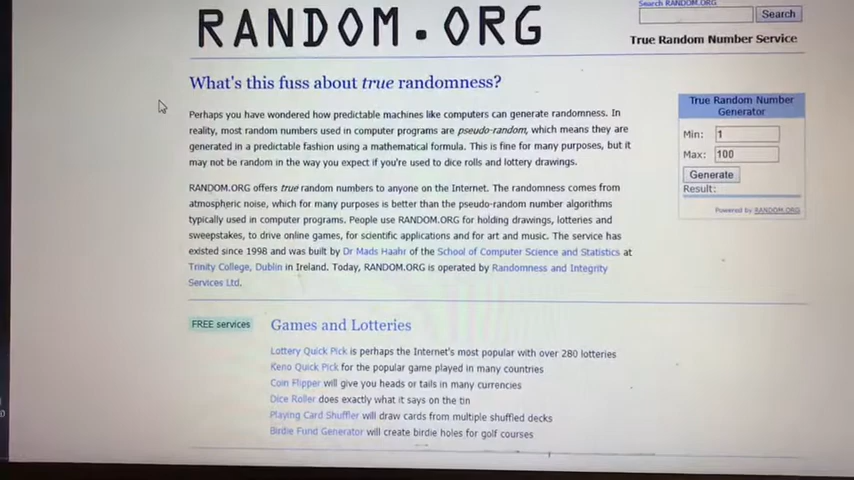 RANDOM.ORG
Search RANDOM.ORG
Search
True Random Number Service
What's this fuss about true randomness?
Perhaps you have wondered how predictable machines like computers can generate randomness. In
reality, most random numbers used in computer programs are pseudo-random, which means they are
generated in a predictable fashion using a mathematical formula. This is fine for many purposes, but it
may not be random in the way you expect if you're used to dice rolls and lottery drawings.
RANDOM.ORG offers true random numbers to anyone on the Internet. The randomness comes from
atmospheric noise, which for many purposes is better than the pseudo-random number algorithms
typically used in computer programs. People use RANDOM.ORG for holding drawings, lotteries and
sweepstakes, to drive online games, for scientific applications and for art and music. The service has
existed since 1998 and was built by Dr Mads Haahr of the School of Computer Science and Statistics at
Trinity College, Dublin in Ireland. Today, RANDOM.ORG is operated by Randomness and Integrity
Services Ltd.
True Random Number
Generator
Min: 1
Max: 100
Generate
Result:
Powered by RANDOM.ORG
FREE services
Games and Lotteries
Lottery Quick Pick is perhaps the Internet's most popular with over 280 lotteries
Keno Quick Pick for the popular game played in many countries
Coin Flipper will give you heads or tails in many currencies
Dice Roller does exactly what it says on the tin
Playing Card Shuffler will draw cards from multiple shuffled decks
Birdie Fund Generator will create birdie holes for golf courses